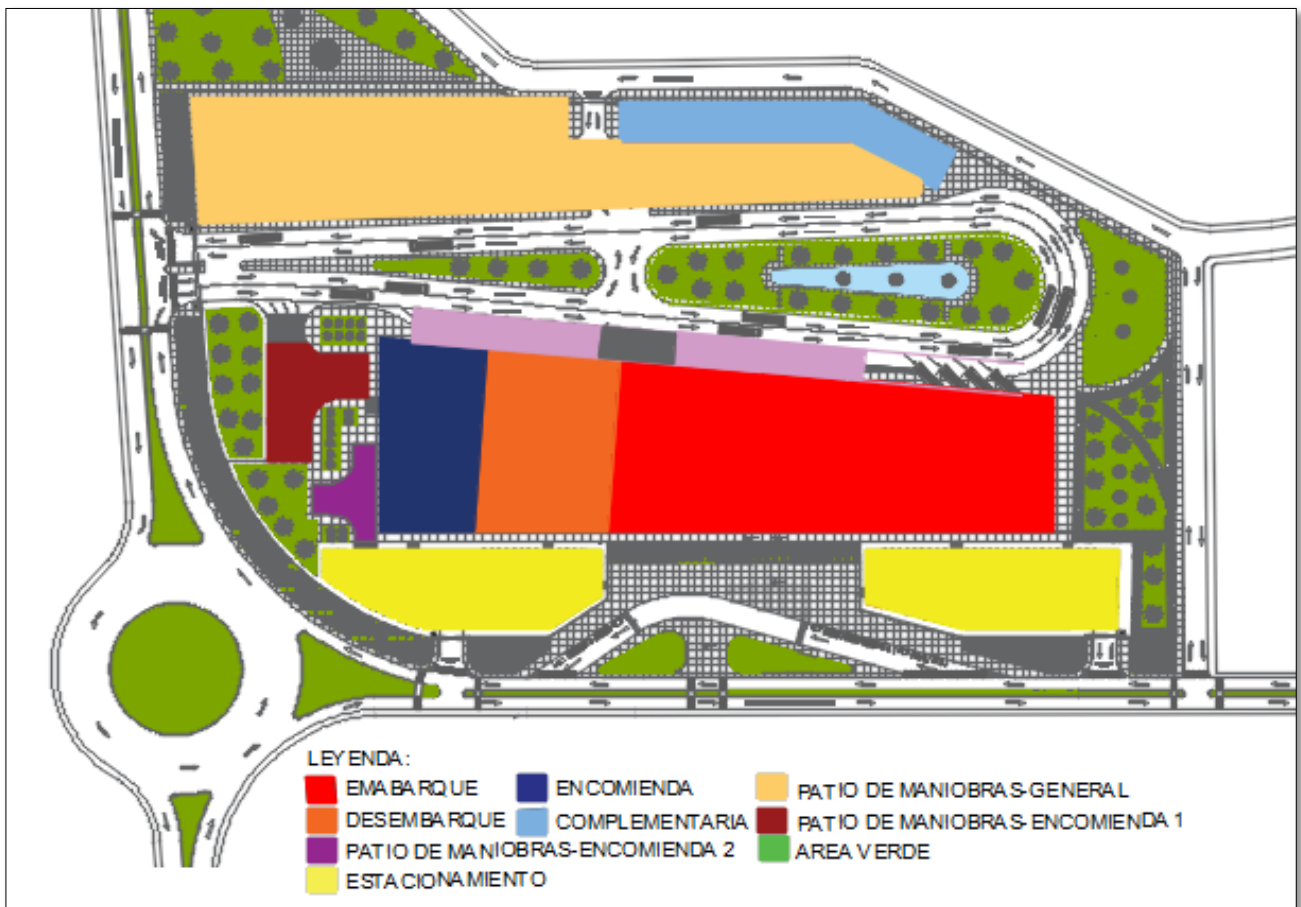 LEYENDA:
EMABARQUE
ENCOMIENDA
PATIO DE MANIOBRAS-GENERAL
DESEMBARQUE
COMPLEMENTARIA
PATIO DE MANIOBRAS-ENCOMIENDA 1
PATIO DE MANIOBRAS-ENCOMIENDA 2
AREA VERDE
ESTACIONAMIENTO